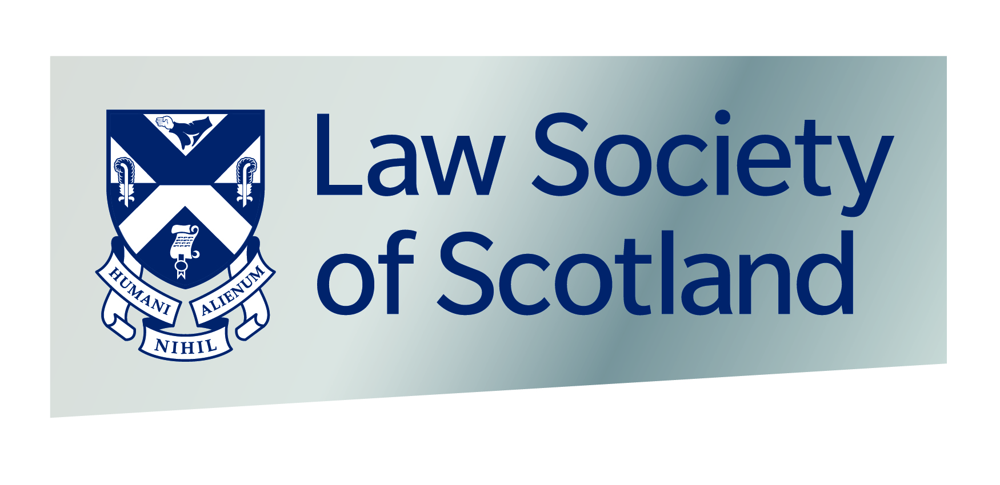 Law Society
of Scotland
HUMANI
NIHIL
ALIENUM